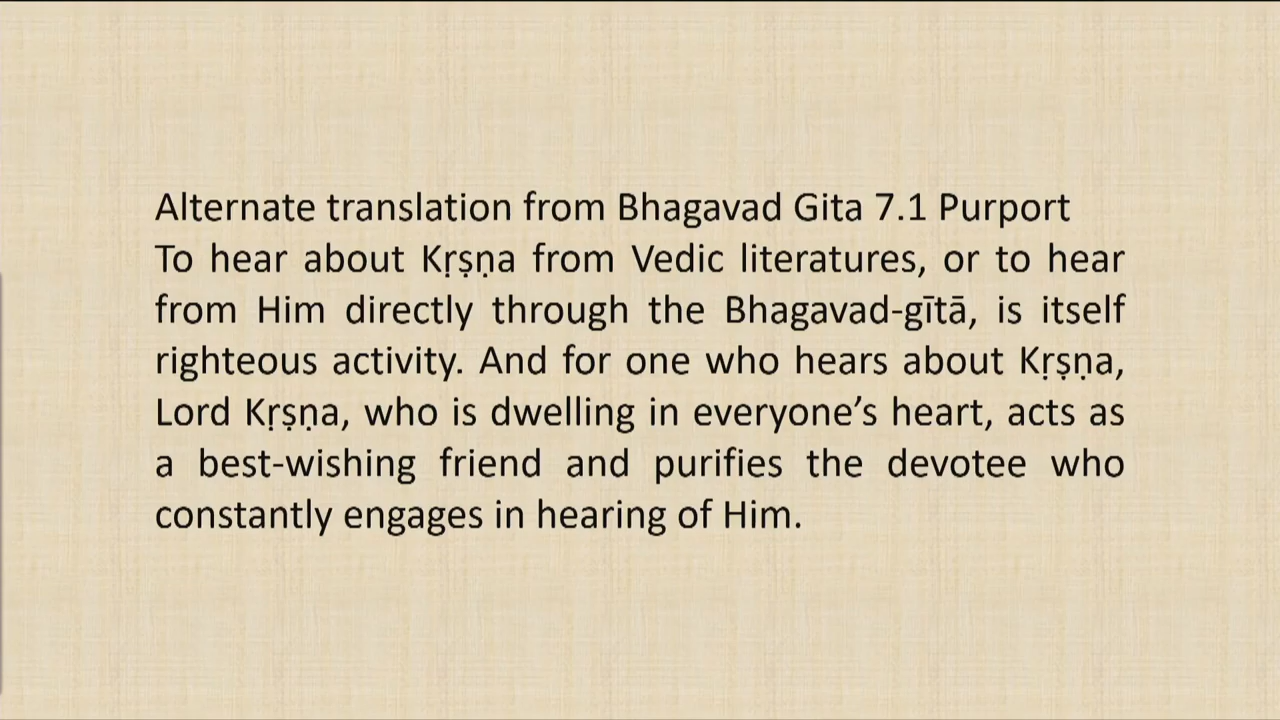 Alternate translation from Bhagavad Gita 7.1 Purport
To hear about Kṛṣṇa from Vedic literatures, or to hear
from Him directly through the Bhagavad-gītā, is itself
righteous activity. And for one who hears about Kṛṣṇa,
Lord Kṛṣṇa, who is dwelling in everyone’s heart, acts as
a best-wishing friend and purifies the devotee who
constantly engages in hearing of Him.